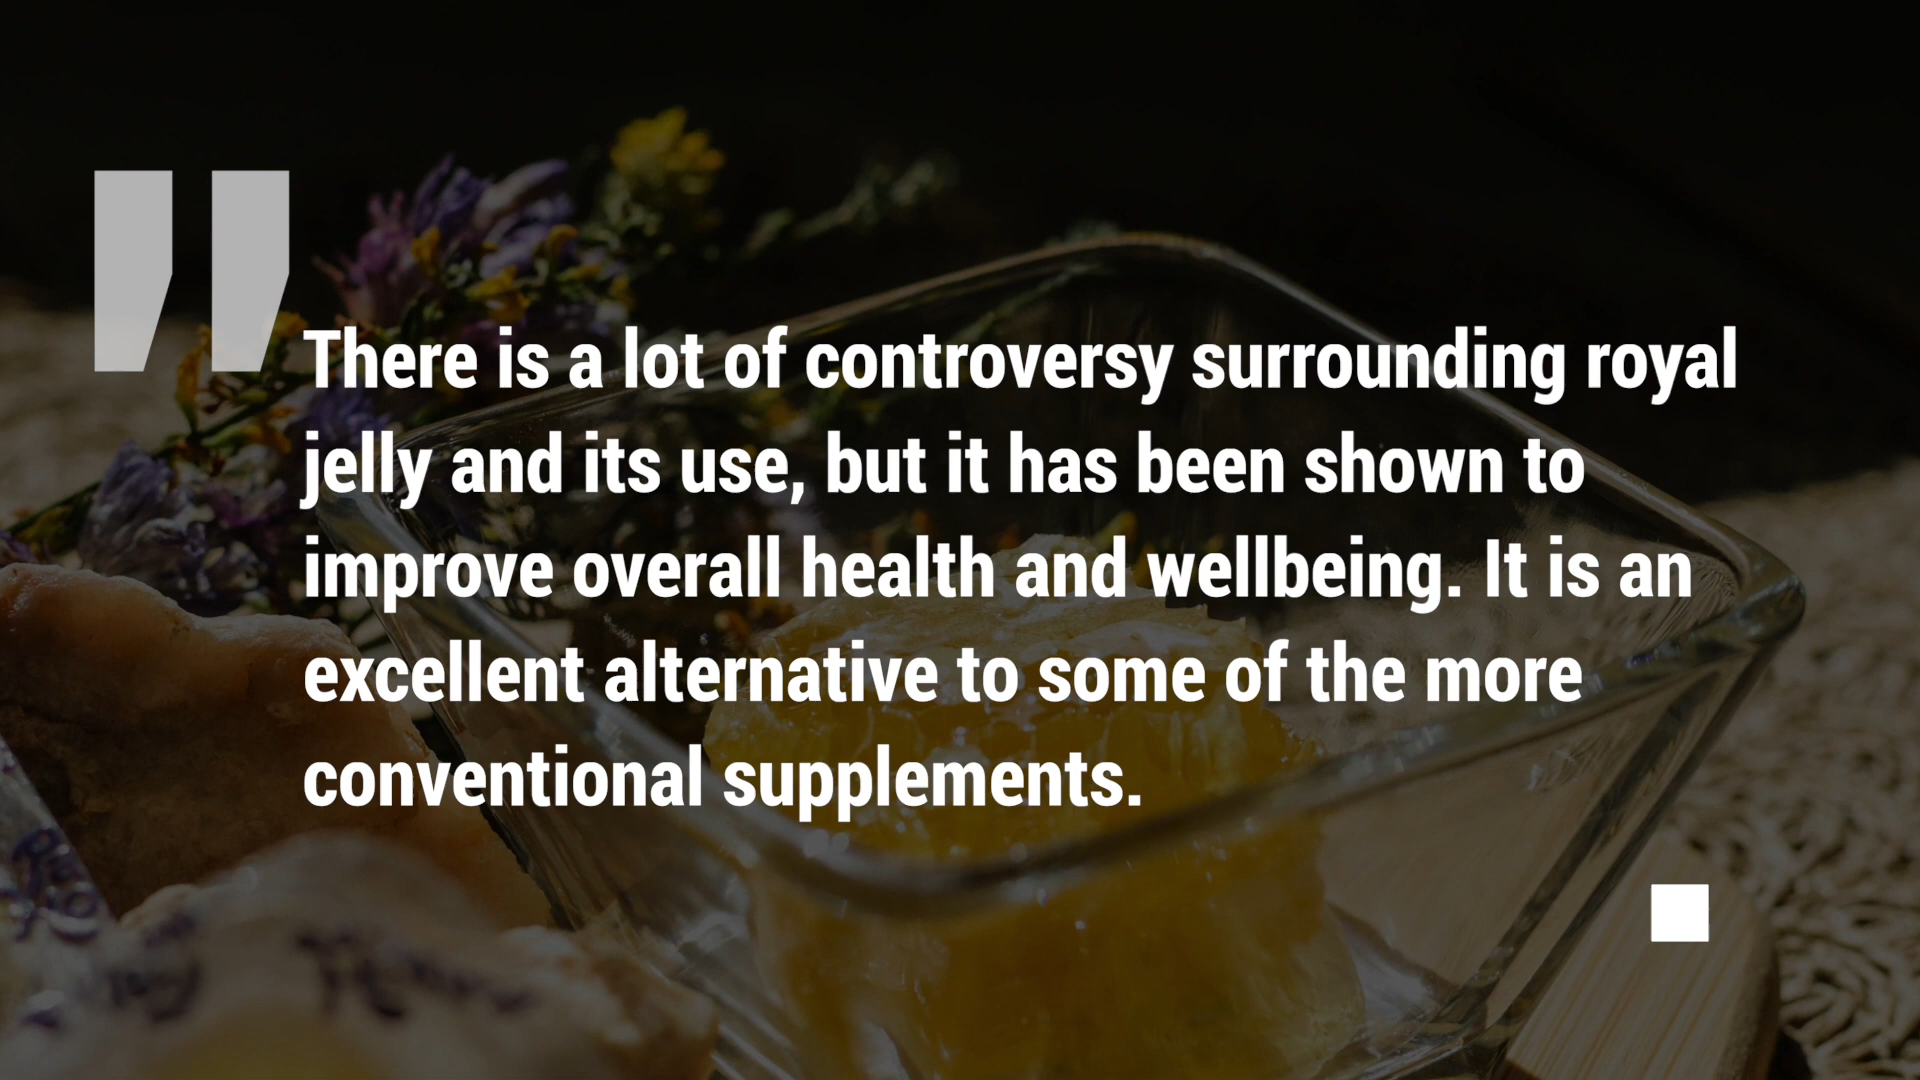 "
There is a lot of controversy surrounding royal
jelly and its use, but it has been shown to
improve overall health and wellbeing. It is an
excellent alternative to some of the more
conventional supplements.